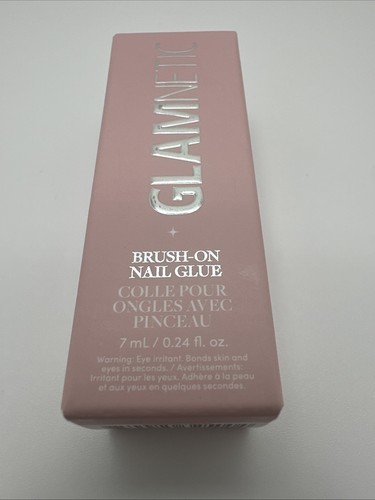 GLAMNETIC
BRUSH-ON
NAIL GLUE
COLLE POUR
ONGLES AVEC
PINCEAU
7 mL / 0.24 fl. oz.
Warning: Eye irritant. Bonds skin and
eyes in seconds. / Avertissements:
Irritant pour les yeux. Adhère à la peau
et aux yeux en quelques secondes.